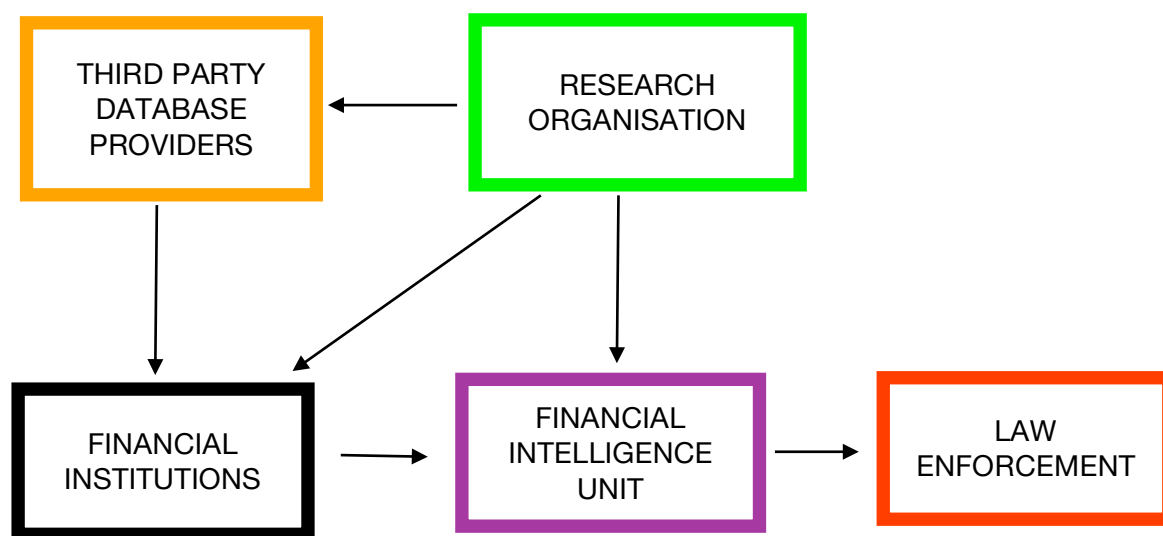 THIRD PARTY
DATABASE
PROVIDERS
RESEARCH
ORGANISATION
FINANCIAL
INSTITUTIONS
FINANCIAL
INTELLIGENCE
UNIT
LAW
ENFORCEMENT